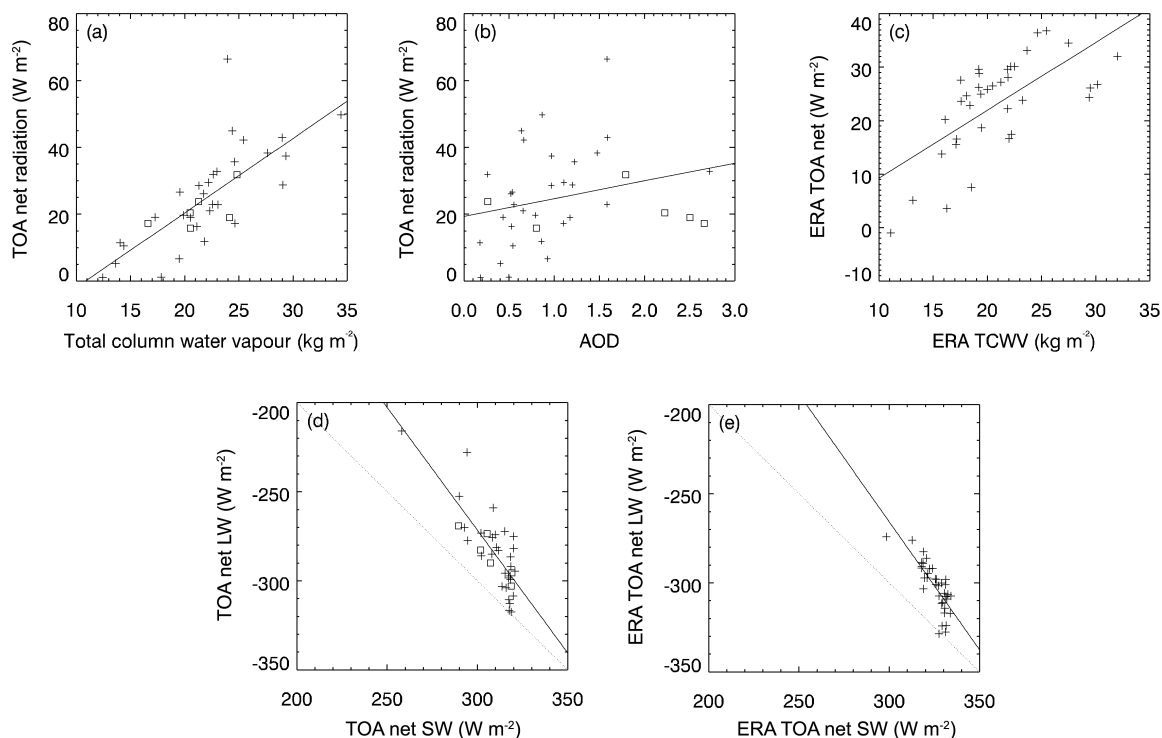 (a)
80
60
40
20
0
TOA net radiation (W m-2)
10 15 20 25 30 35
Total column water vapour (kg m-2)
(b)
80
60
40
20
0
TOA net radiation (W m-2)
0.0 0.5 1.0 1.5 2.0 2.5 3.0
AOD
(c)
40
30
20
10
0
-10
ERA TOA net (W m-2)
10 15 20 25 30 35
ERA TCWV (kg m-2)
(d)
-200
-250
-300
-350
TOA net LW (W m-2)
200 250 300 350
TOA net SW (W m-2)
(e)
-200
-250
-300
-350
ERA TOA net LW (W m-2)
200 250 300 350
ERA TOA net SW (W m-2)